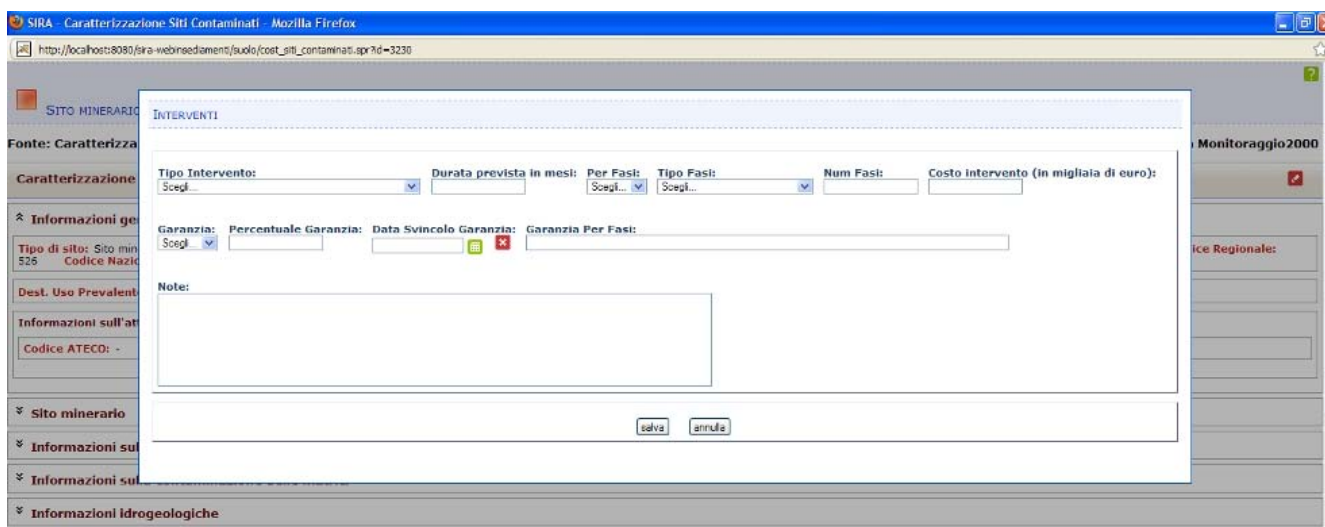 SIRA - Caratterizzazione Siti Contaminati - Mozilla Firefox
http://localhost:8080/sira-webinsediamenti/suolo/cost_siti_contaminati.spr?id=3230
SITO MINERARIO
INTERVENTI
Fonte: Caratterizza
Monitoraggio2000
Caratterizzazione
Tipo Intervento: Durata prevista in mesi: Per Fasi: Tipo Fasi: Num Fasi: Costo intervento (in migliaia di euro):
Scegli... Scegli... Scegli...
Informazioni ge
Garanzia: Percentuale Garanzia: Data Svincolo Garanzia: Garanzia Per Fasi:
Scegli...
Tipo di sito: Sito min
ice Regionale:
526 Codice Nazio
Dest. Uso Prevalent
Note:
Informazioni sull'at
Codice ATECO: -
Sito minerario
salva annulla
Informazioni sul
Informazioni su
Informazioni idrogeologiche